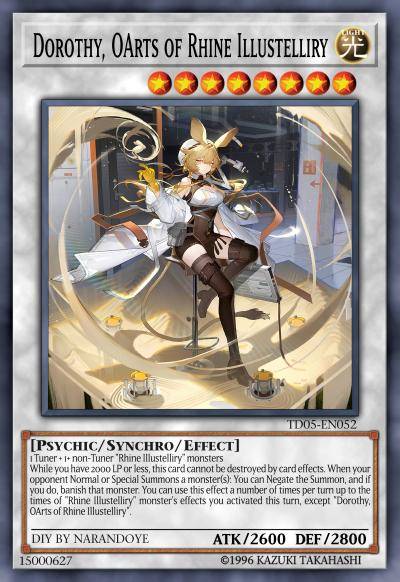 DOROTHY, OARTS OF RHINE ILLUSTELLIRY
LIGHT
光
TD05-EN052
[PSYCHIC/SYNCHRO/EFFECT]
1 Tuner + 1+ non-Tuner "Rhine Illustelliry" monsters
While you have 2000 LP or less, this card cannot be destroyed by card effects. When your
opponent Normal or Special Summons a monster(s): You can Negate the Summon, and if
you do, banish that monster. You can use this effect a number of times per turn up to the
times of "Rhine Illustelliry" monster's effects you activated this turn, except "Dorothy,
OArts of Rhine Illustelliry".
DIY BY NARANDOYE
ATK/2600 DEF/2800
15000627
©1996 KAZUKI TAKAHASHI